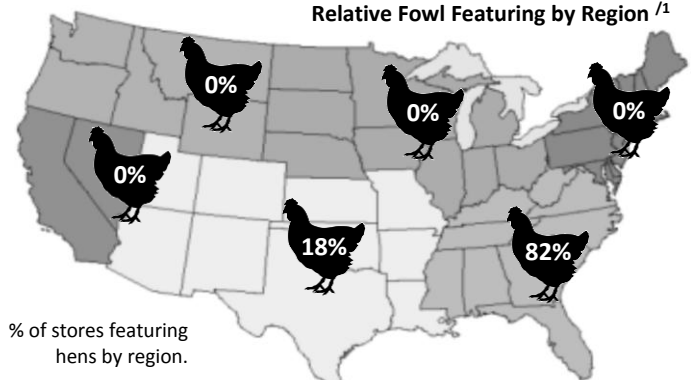 Relative Fowl Featuring by Region /1
0%
0%
0%
0%
18%
82%
% of stores featuring
hens by region.